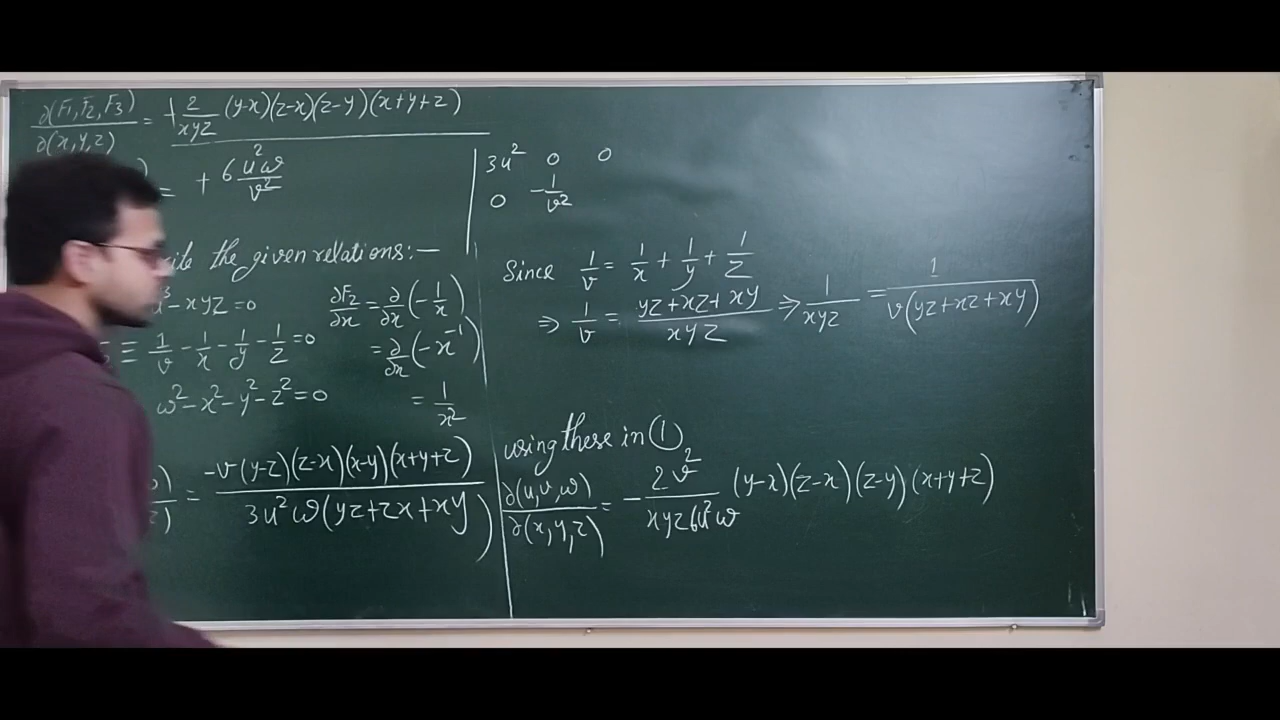 ∂(F1, F2, F3)/∂(x, y, z) = + 2/xyz (y-x)(z-x)(z-y)(x+y+z)
) = + 6 u²ω/v²
the given relations:—
- xyz = 0
≡ 1/v - 1/x - 1/y - 1/z = 0
ω² - x² - y² - z² = 0
∂F2/∂x = ∂/∂x (- 1/x)
= ∂/∂x (- x⁻¹)
= 1/x²
= -v(y-z)(z-x)(x-y)(x+y+z) / 3u²ω(yz+zx+xy)
3u² 0 0
0 - 1/v²
Since 1/v = 1/x + 1/y + 1/z
⇒ 1/v = (yz+xz+xy)/xyz ⇒ 1/xyz = 1/v(yz+xz+xy)
using these in (1)
∂(u, v, ω)/∂(x, y, z) = - 2v²/xyz6u²ω (y-x)(z-x)(z-y)(x+y+z)